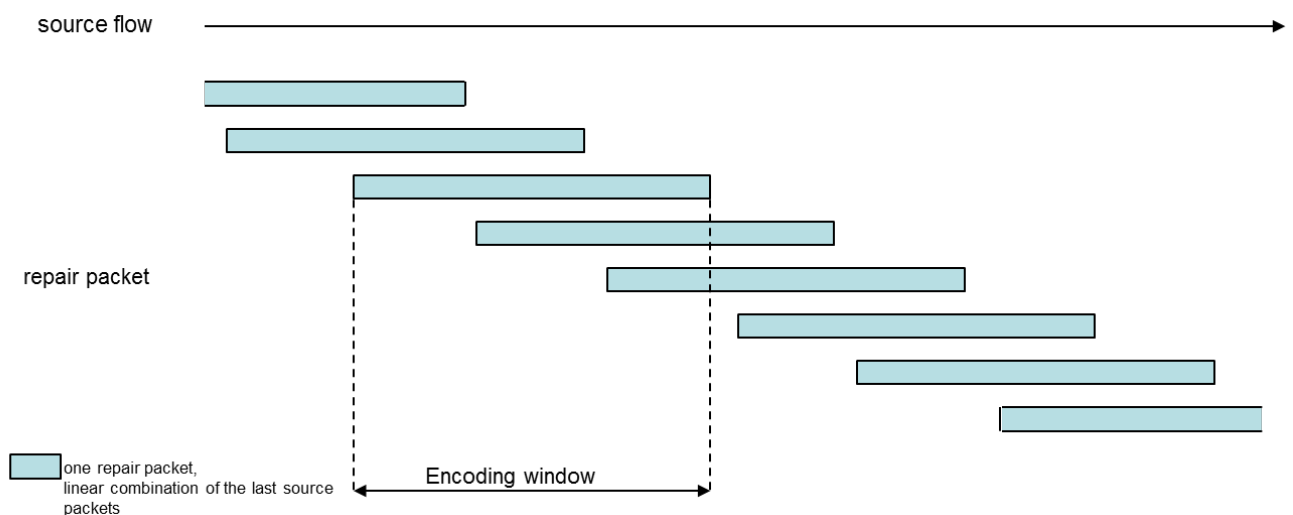 source flow
repair packet
Encoding window
one repair packet,
linear combination of the last source
packets